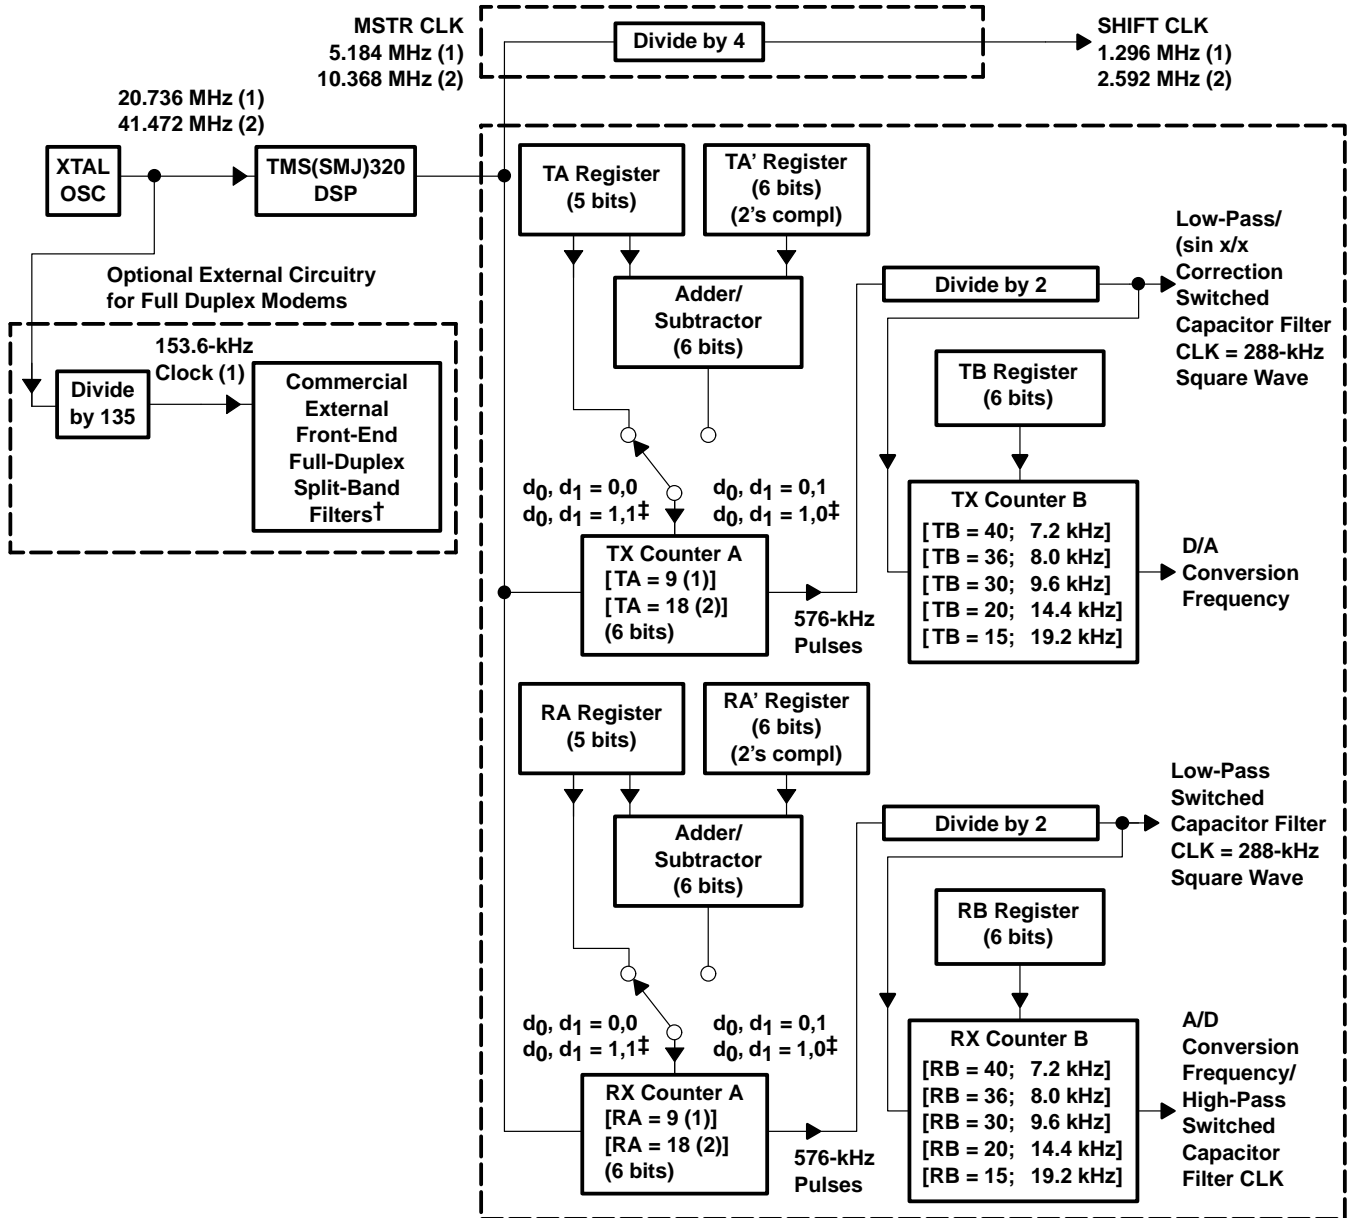 MSTR CLK
5.184 MHz (1)
10.368 MHz (2)
Divide by 4
SHIFT CLK
1.296 MHz (1)
2.592 MHz (2)
20.736 MHz (1)
41.472 MHz (2)
XTAL
OSC
TMS(SMJ)320
DSP
Optional External Circuitry
for Full Duplex Modems
153.6-kHz
Clock (1)
Divide
by 135
Commercial
External
Front-End
Full-Duplex
Split-Band
Filters†
TA Register
(5 bits)
TA’ Register
(6 bits)
(2’s compl)
Adder/
Subtractor
(6 bits)
d0, d1 = 0,0
d0, d1 = 1,1‡
d0, d1 = 0,1
d0, d1 = 1,0‡
TX Counter A
[TA = 9 (1)]
[TA = 18 (2)]
(6 bits)
576-kHz
Pulses
Divide by 2
Low-Pass/
(sin x/x
Correction
Switched
Capacitor Filter
CLK = 288-kHz
Square Wave
TB Register
(6 bits)
TX Counter B
[TB = 40; 7.2 kHz]
[TB = 36; 8.0 kHz]
[TB = 30; 9.6 kHz]
[TB = 20; 14.4 kHz]
[TB = 15; 19.2 kHz]
D/A
Conversion
Frequency
RA Register
(5 bits)
RA’ Register
(6 bits)
(2’s compl)
Adder/
Subtractor
(6 bits)
d0, d1 = 0,0
d0, d1 = 1,1‡
d0, d1 = 0,1
d0, d1 = 1,0‡
RX Counter A
[RA = 9 (1)]
[RA = 18 (2)]
(6 bits)
576-kHz
Pulses
Divide by 2
Low-Pass
Switched
Capacitor Filter
CLK = 288-kHz
Square Wave
RB Register
(6 bits)
RX Counter B
[RB = 40; 7.2 kHz]
[RB = 36; 8.0 kHz]
[RB = 30; 9.6 kHz]
[RB = 20; 14.4 kHz]
[RB = 15; 19.2 kHz]
A/D
Conversion
Frequency/
High-Pass
Switched
Capacitor
Filter CLK